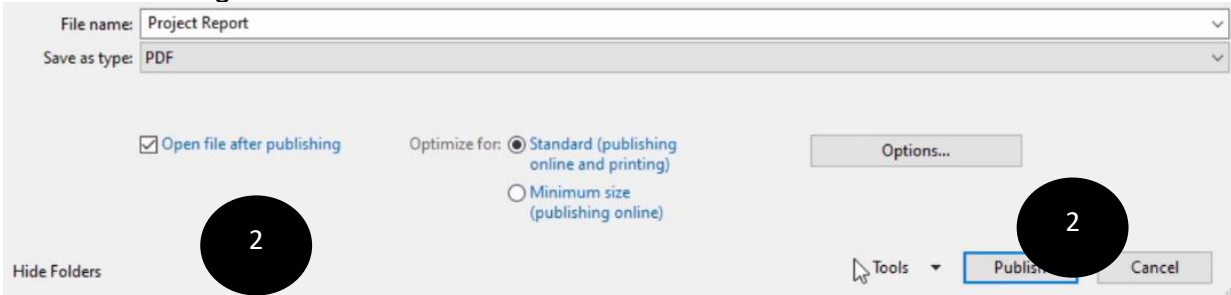 File name: Project Report
Save as type: PDF
Open file after publishing
Optimize for: Standard (publishing
online and printing)
Options...
Minimum size
(publishing online)
2
2
Hide Folders
Tools
Cancel